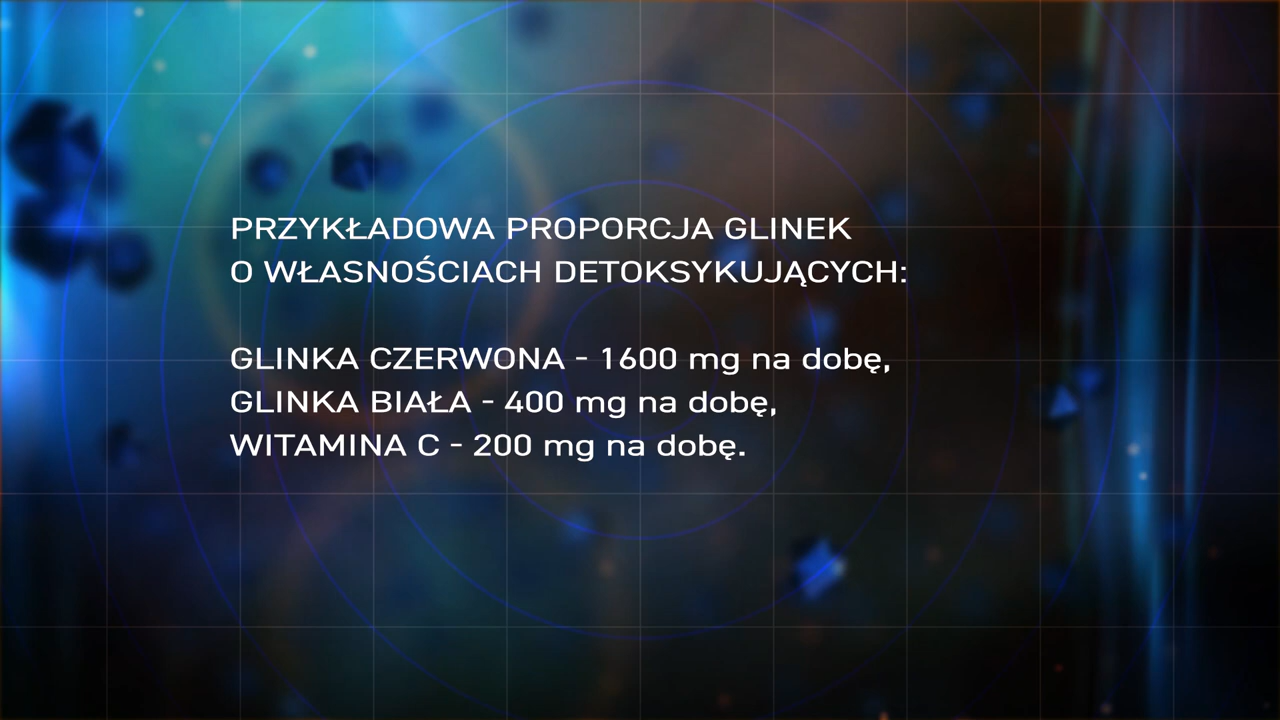 PRZYKŁADOWA PROPORCJA GLINEK
O WŁASNOŚCIACH DETOKSYKUJĄCYCH:
GLINKA CZERWONA - 1600 mg na dobę,
GLINKA BIAŁA - 400 mg na dobę,
WITAMINA C - 200 mg na dobę.